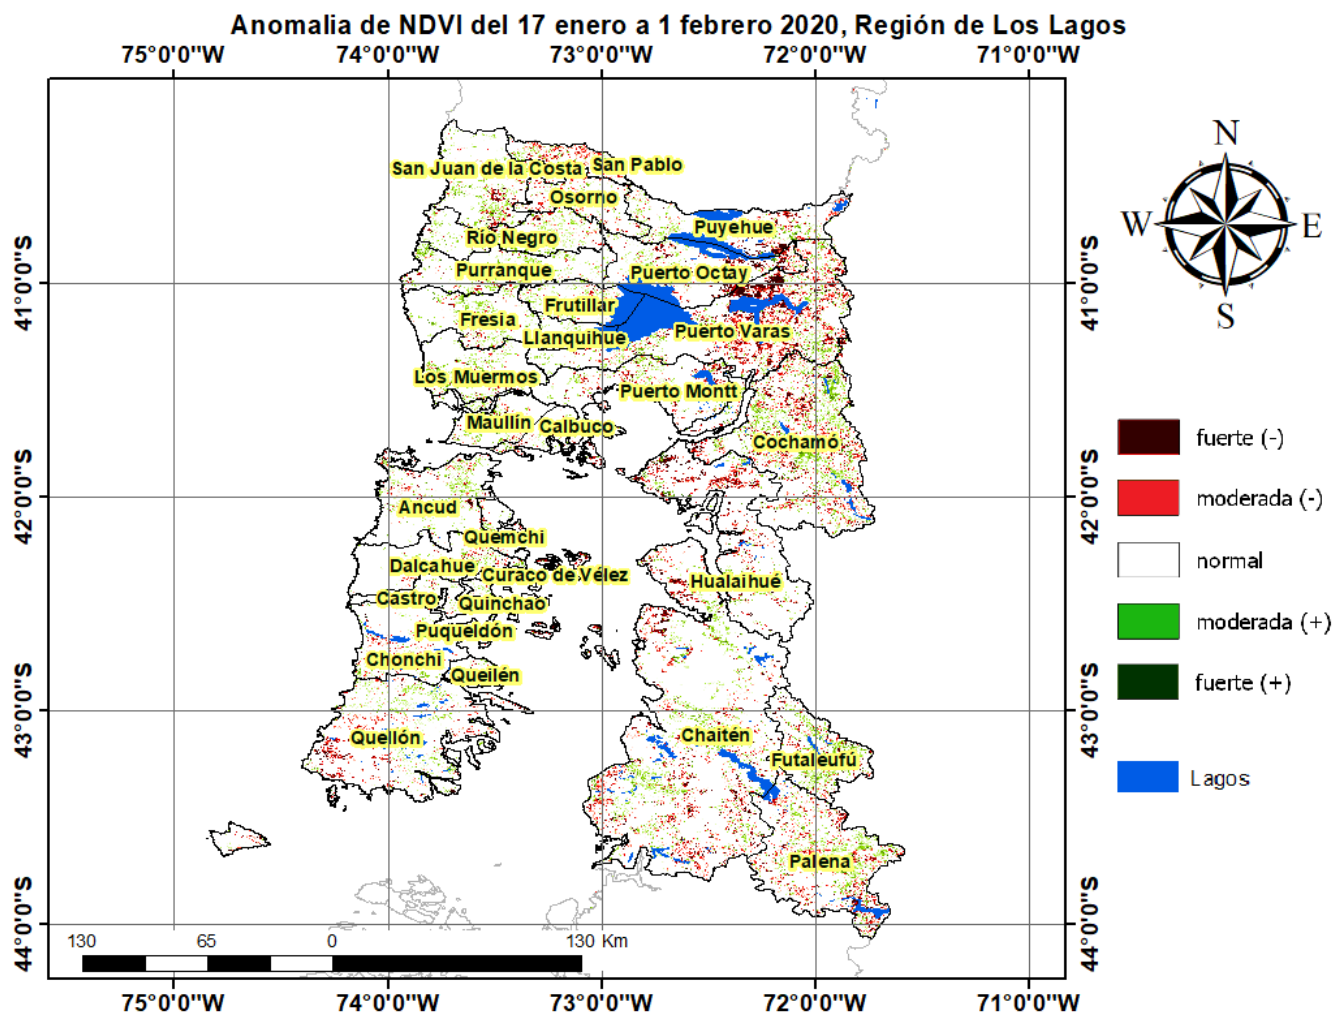 Anomalia de NDVI del 17 enero a 1 febrero 2020, Región de Los Lagos
75°0'0"W 74°0'0"W 73°0'0"W 72°0'0"W 71°0'0"W
N
W E
S
41°0'0"S
42°0'0"S
43°0'0"S
44°0'0"S
41°0'0"S
42°0'0"S
43°0'0"S
44°0'0"S
San Juan de la Costa
San Pablo
Osorno
Puyehue
Río Negro
Purranque
Puerto Octay
Frutillar
Fresia
Llanquihue
Puerto Varas
Los Muermos
Puerto Montt
Maullín
Calbuco
Cochamó
Ancud
Quemchi
Dalcahue
Curaco de Vélez
Hualaihué
Castro
Quinchao
Puqueldón
Chonchi
Queilén
Quellón
Chaitén
Futaleufú
Palena
fuerte (-)
moderada (-)
normal
moderada (+)
fuerte (+)
Lagos
130 65 0 130 Km
75°0'0"W 74°0'0"W 73°0'0"W 72°0'0"W 71°0'0"W